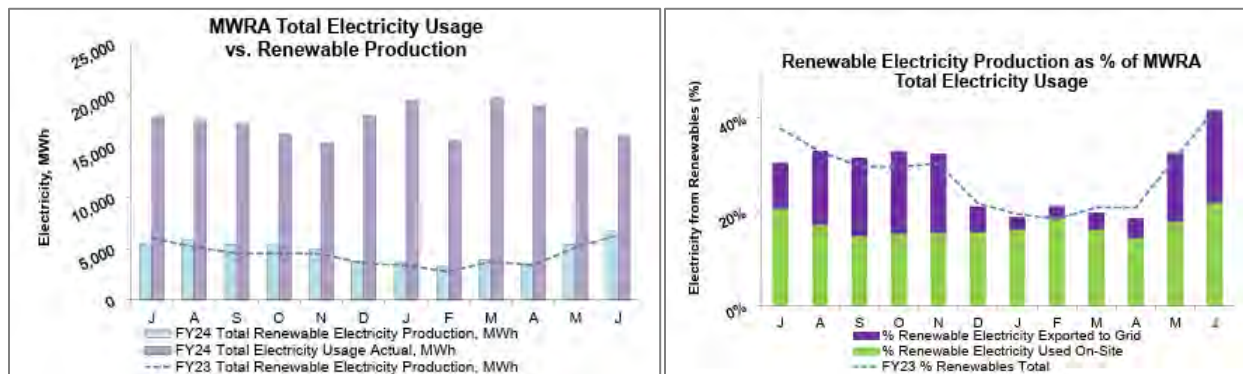 MWRA Total Electricity Usage
vs. Renewable Production
Electricity, MWh
25,000
20,000
15,000
10,000
5,000
0
J A S O N D J F M A M J
FY24 Total Renewable Electricity Production, MWh
FY24 Total Electricity Usage Actual, MWh
FY23 Total Renewable Electricity Production, MWh
Renewable Electricity Production as % of MWRA
Total Electricity Usage
Electricity from Renewables (%)
40%
20%
0%
J A S O N D J F M A M J
% Renewable Electricity Exported to Grid
% Renewable Electricity Used On-Site
FY23 % Renewables Total